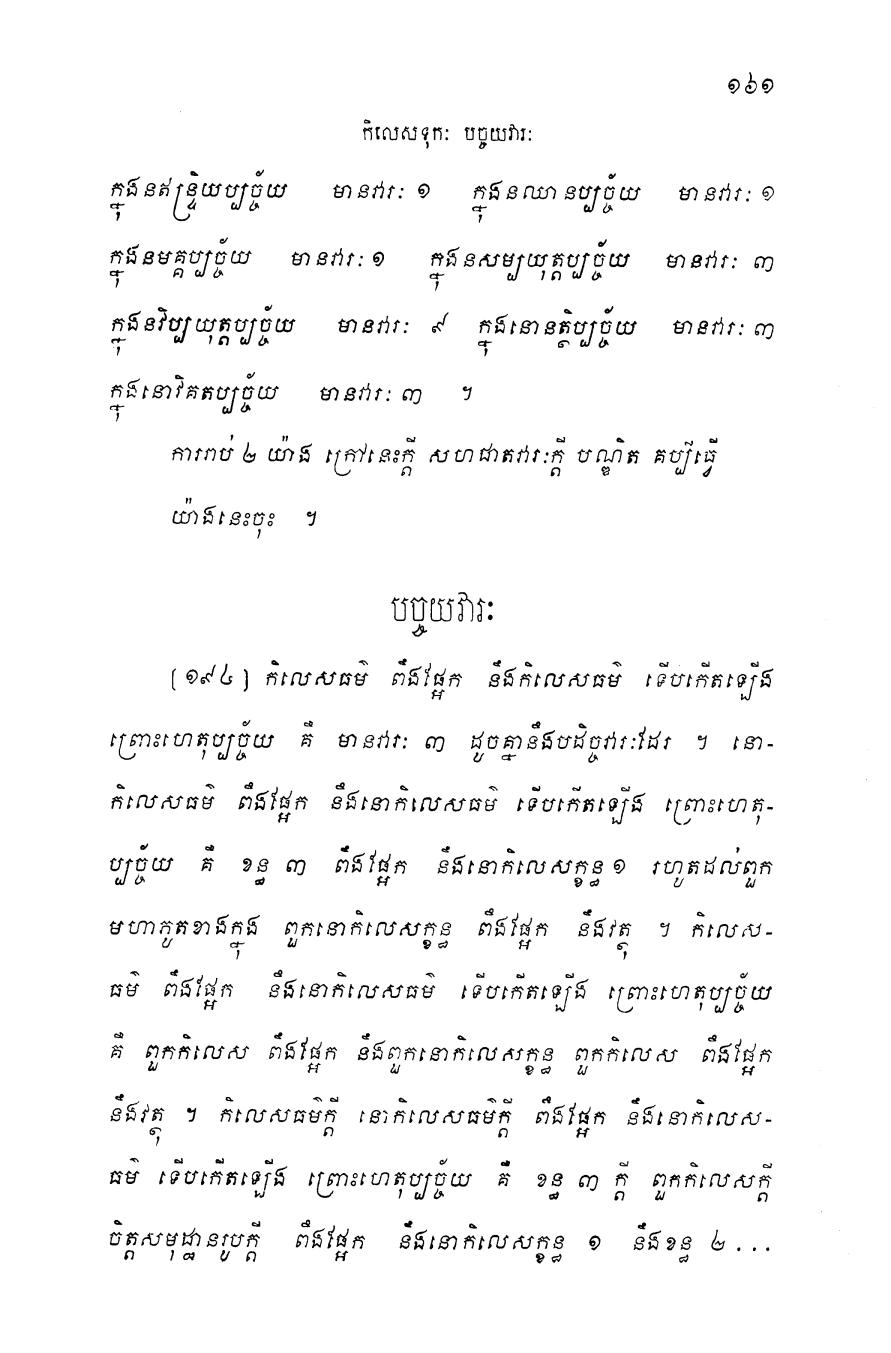 ១៦១
កិលេសទុកៈ បច្ចយវារៈ
ក្នុងនឥន្ទ្រិយប្បច្ច័យ មានវារៈ ១ ក្នុងនឈានប្បច្ច័យ មានវារៈ ១
ក្នុងនមគ្គប្បច្ច័យ មានវារៈ ១ ក្នុងនសម្បយុត្តប្បច្ច័យ មានវារៈ ៣
ក្នុងនវិប្បយុត្តប្បច្ច័យ មានវារៈ ៩ ក្នុងនោនត្ថិប្បច្ច័យ មានវារៈ ៣
ក្នុងនោវិគតប្បច្ច័យ មានវារៈ ៣ ។
ការរាប់ ២ យ៉ាង ក្រៅនេះក្តី សហជាតវារៈក្តី បណ្ឌិត គប្បីធ្វើ
យ៉ាងនេះចុះ ។
បច្ចយវារៈ
(១៩៤) កិលេសធម៌ ពឹងផ្អែក នឹងកិលេសធម៌ ទើបកើតឡើង
ព្រោះហេតុប្បច្ច័យ គឺ មានវារៈ ៣ ដូចគ្នានឹងបដិច្ចវារៈដែរ ។ នោ-
កិលេសធម៌ ពឹងផ្អែក នឹងនោកិលេសធម៌ ទើបកើតឡើង ព្រោះហេតុ-
ប្បច្ច័យ គឺ ខន្ធ ៣ ពឹងផ្អែក នឹងនោកិលេសក្ខន្ធ ១ រហូតដល់ពួក
មហាភូតខាងក្នុង ពួកនោកិលេសក្ខន្ធ ពឹងផ្អែក នឹងវត្ថុ ។ កិលេស-
ធម៌ ពឹងផ្អែក នឹងនោកិលេសធម៌ ទើបកើតឡើង ព្រោះហេតុប្បច្ច័យ
គឺ ពួកកិលេស ពឹងផ្អែក នឹងពួកនោកិលេសក្ខន្ធ ពួកកិលេស ពឹងផ្អែក
នឹងវត្ថុ ។ កិលេសធម៌ក្តី នោកិលេសធម៌ក្តី ពឹងផ្អែក នឹងនោកិលេស-
ធម៌ ទើបកើតឡើង ព្រោះហេតុប្បច្ច័យ គឺ ខន្ធ ៣ ក្តី ពួកកិលេសក្តី
ចិត្តសមុដ្ឋានរូបក្តី ពឹងផ្អែក នឹងនោកិលេសក្ខន្ធ ១ នឹងខន្ធ ២ ...